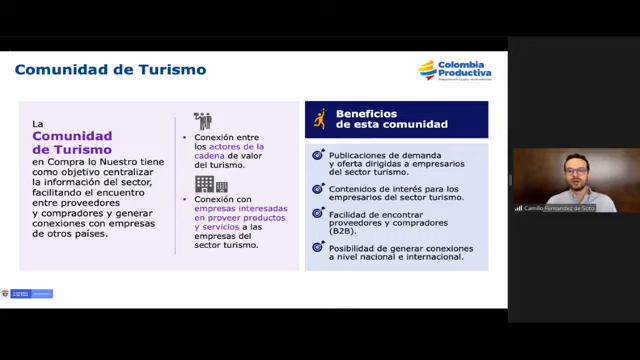 Comunidad de Turismo
Colombia
Productiva
La
Comunidad
de Turismo
en Compra lo Nuestro tiene
como objetivo centralizar
la información del sector,
facilitando el encuentro
entre proveedores
y compradores y generar
conexiones con empresas
de otros países.
• Conexión entre
los actores de la
cadena de valor
del turismo.
• Conexión con
empresas interesadas
en proveer productos
y servicios a las
empresas del
sector turismo.
Beneficios
de esta comunidad
Publicaciones de demanda
y oferta dirigidas a empresarios
del sector turismo.
Contenidos de interés para los
empresarios del sector turismo.
Facilidad de encontrar
proveedores y compradores
(B2B).
Posibilidad de generar conexiones
a nivel nacional e internacional.
Camilo Fernandez de Soto